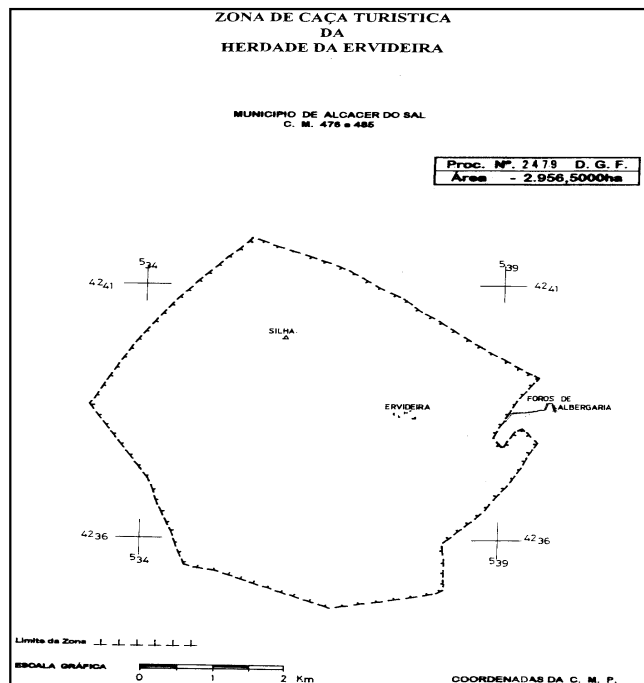 ZONA DE CAÇA TURISTICA
DA
HERDADE DA ERVIDEIRA
MUNICIPIO DE ALCACER DO SAL
C. M. 476 e 485
Proc. Nº. 2479 D. G. F.
Área - 2.956,5000ha
534
539
4241
4241
SILHA
ERVIDEIRA
FOROS DE
ALBERGARIA
4236
4236
534
539
Limite da Zona
ESCALA GRÁFICA
0 1 2 Km
COORDENADAS DA C. M. P.